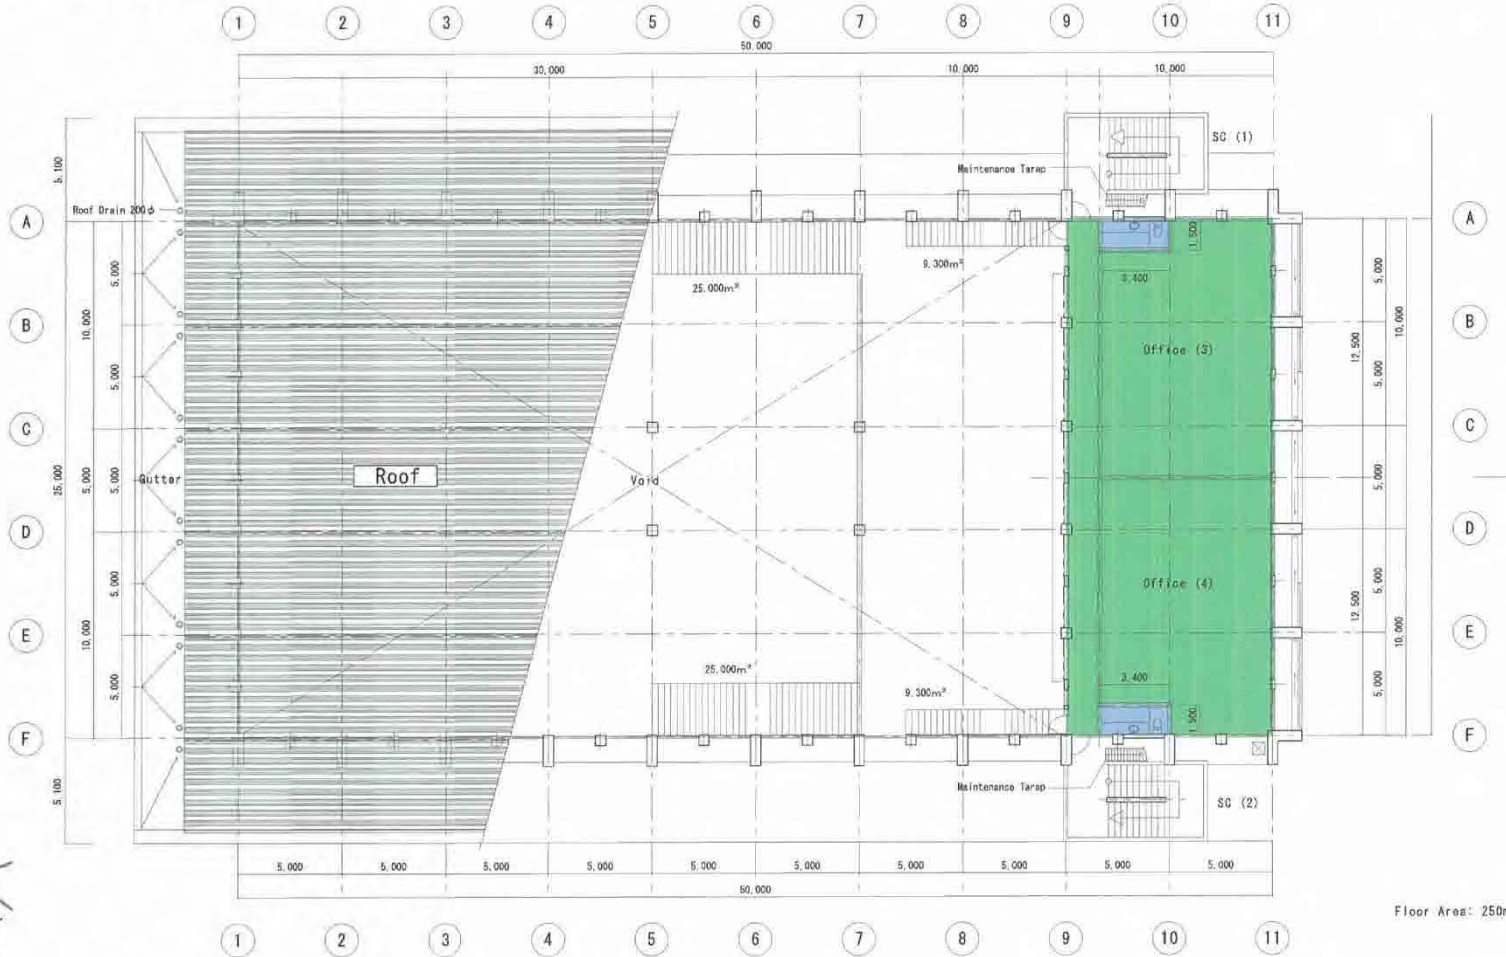 1 2 3 4 5 6 7 8 9 10 11
50,000
30,000 10,000 10,000
SC (1)
5,100
Maintenance Tarap
Roof Drain 200φ
A A
1,500
5,000 9.300m² 5,000
3,400
25.000m²
B B
10,000 10,000
Office (3)
12,500
5,000 5,000
C C
25,000 5,000 5,000 Gutter Roof Void 5,000
D D
5,000 Office (4) 5,000
12,500
E E
10,000 10,000
25.000m² 3,400
5,000 9.300m² 5,000
1,500
F F
5,100
Maintenance Tarap
SC (2)
5,000 5,000 5,000 5,000 5,000 5,000 5,000 5,000 5,000 5,000
Floor Area: 250m
1 2 3 4 5 6 7 8 9 10 11